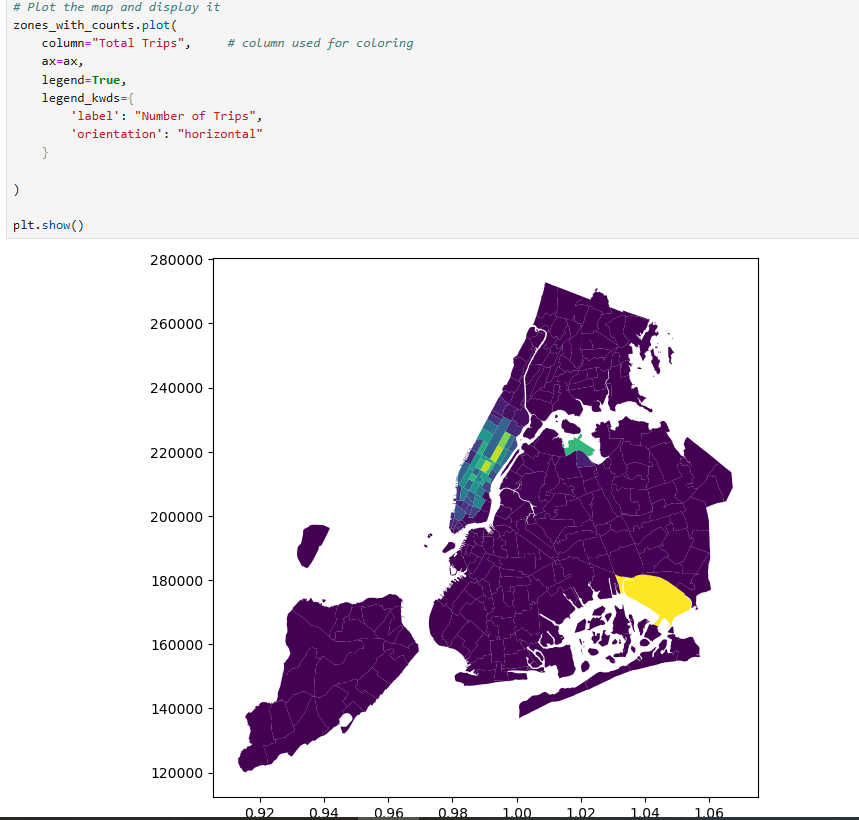 # Plot the map and display it
zones_with_counts.plot(
    column="Total Trips",     # column used for coloring
    ax=ax,
    legend=True,
    legend_kwds={
        'label': "Number of Trips",
        'orientation': "horizontal"
    }
)
plt.show()
280000
260000
240000
220000
200000
180000
160000
140000
120000
0.92 0.94 0.96 0.98 1.00 1.02 1.04 1.06